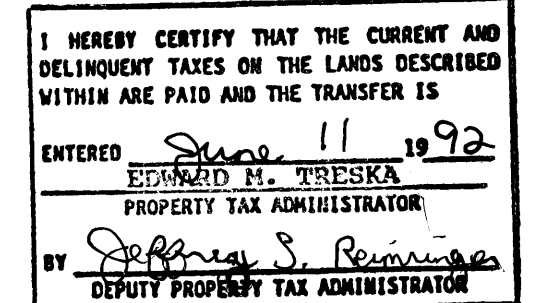 I HEREBY CERTIFY THAT THE CURRENT AND
DELINQUENT TAXES ON THE LANDS DESCRIBED
WITHIN ARE PAID AND THE TRANSFER IS
ENTERED June 11 1992
EDWARD M. TRESKA
PROPERTY TAX ADMINISTRATOR
BY Jeffrey S. Reimringer
DEPUTY PROPERTY TAX ADMINISTRATOR